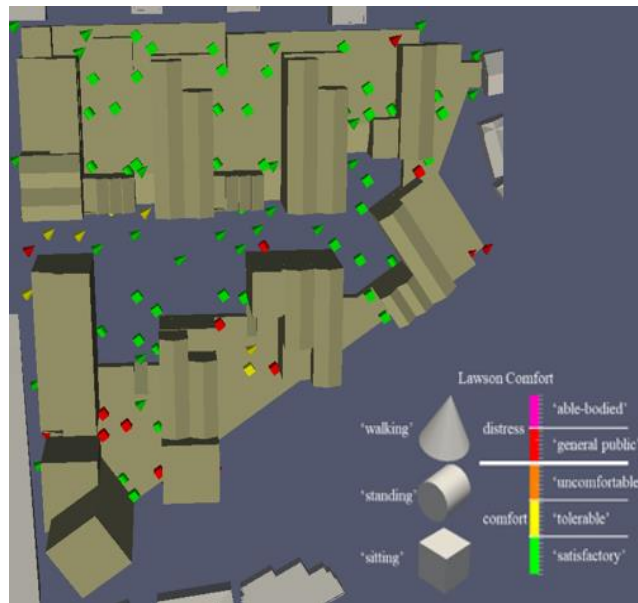 Lawson Comfort
'walking'
distress
'able-bodied'
'general public'
'standing'
'uncomfortable
comfort
'tolerable'
'sitting'
'satisfactory'